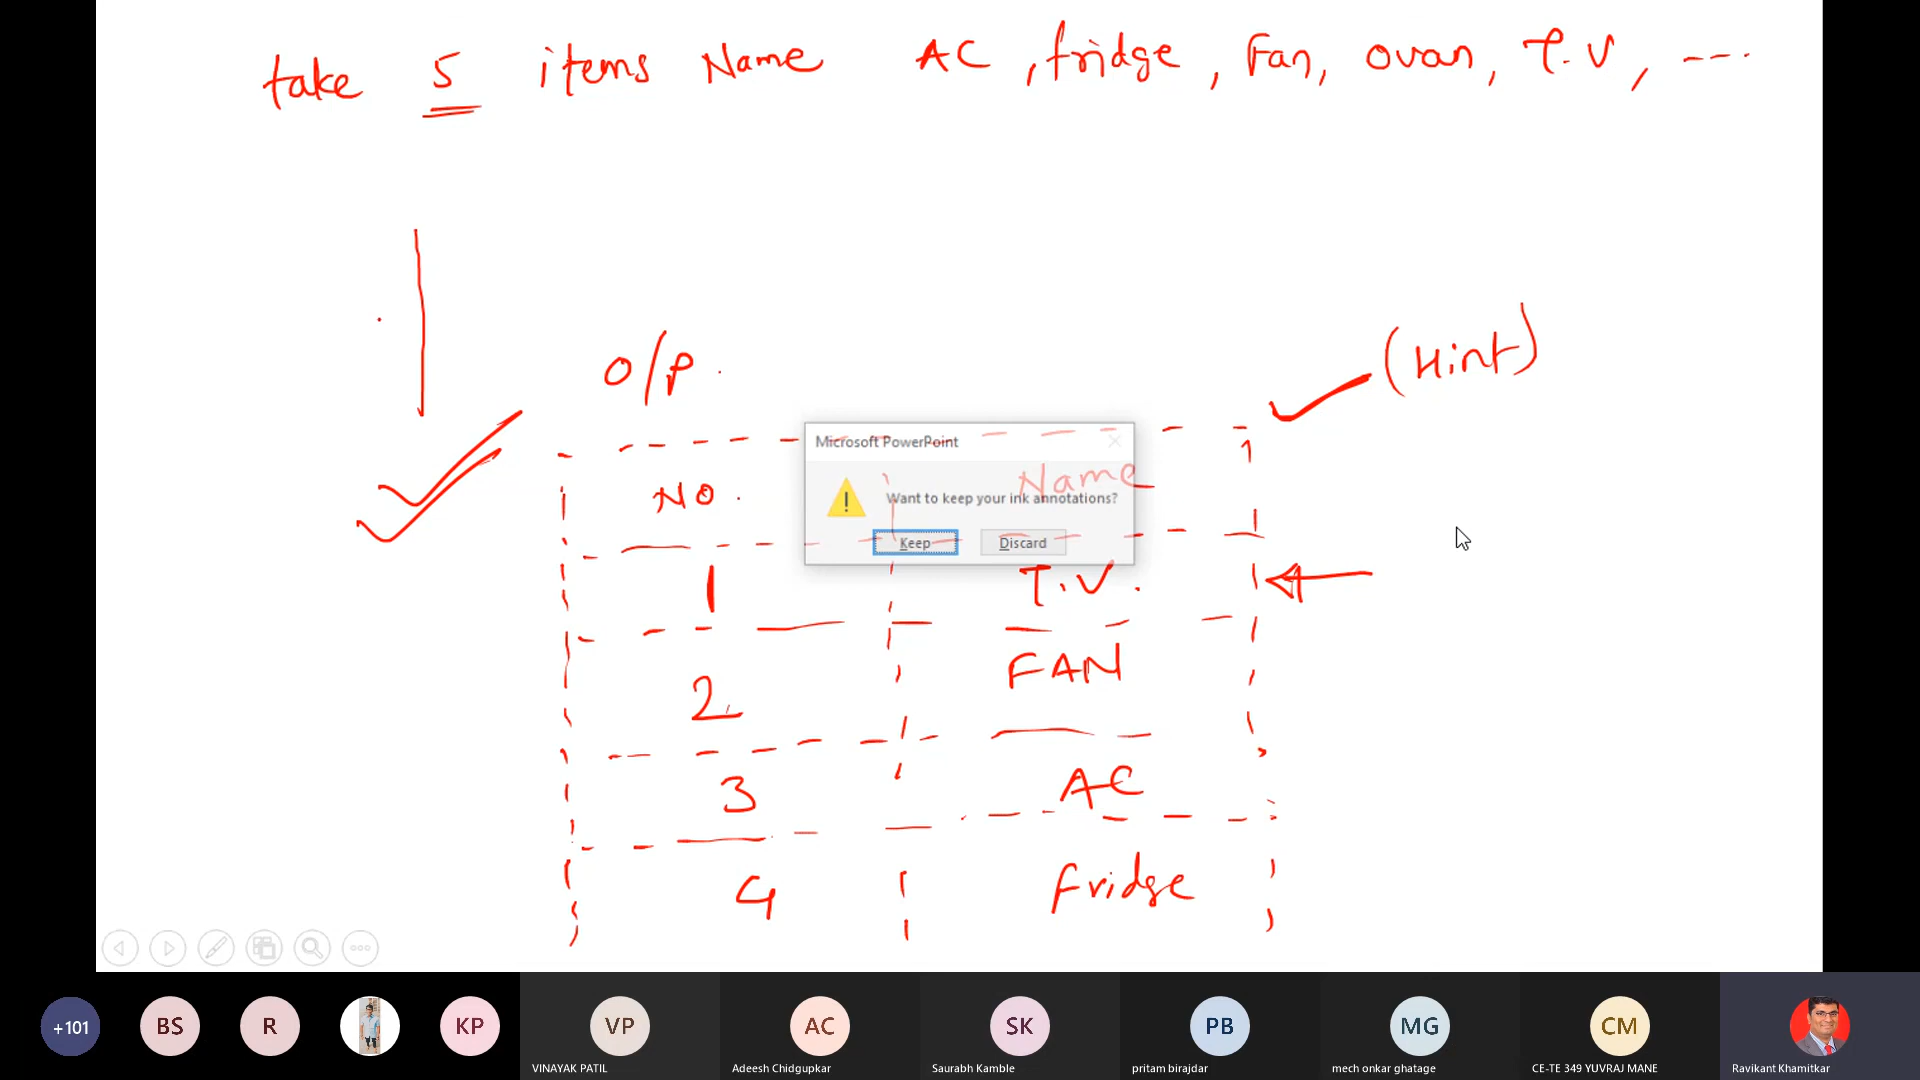 take 5 items Name AC, fridge, Fan, ovan, T.V, ---
O/P.
(Hint)
Microsoft PowerPoint
NO. Name
Want to keep your ink annotations?
Keep Discard
1 T.V.
2 FAN
3 AC
4 Fridge
+101 BS R KP VP AC SK PB MG CM
VINAYAK PATIL Adeesh Chidgupkar Saurabh Kamble pritam birajdar mech onkar ghatage CE-TE 349 YUVRAJ MANE Ravikant Khamitkar